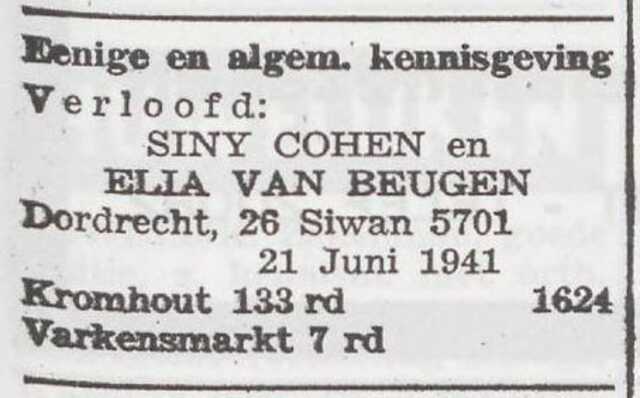 Eenige en algem. kennisgeving
Verloofd:
SINY COHEN en
ELIA VAN BEUGEN
Dordrecht, 26 Siwan 5701
21 Juni 1941
Kromhout 133 rd 1624
Varkensmarkt 7 rd